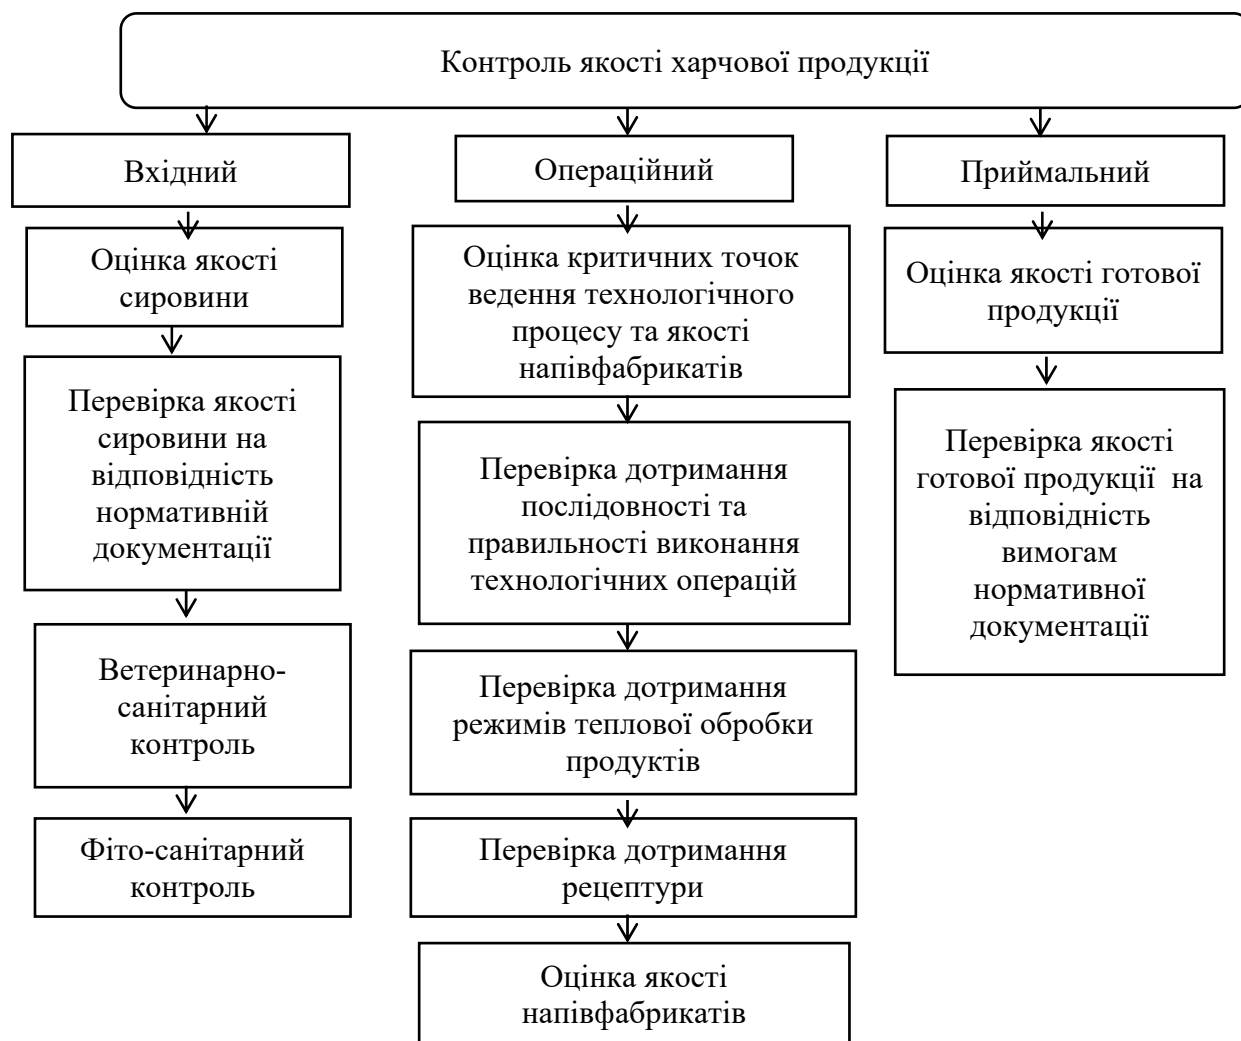 Контроль якості харчової продукції
Вхідний
Оцінка якості
сировини
Перевірка якості
сировини на
відповідність
нормативній
документації
Ветеринарно-
санітарний
контроль
Фіто-санітарний
контроль
Операційний
Оцінка критичних точок
ведення технологічного
процесу та якості
напівфабрикатів
Перевірка дотримання
послідовності та
правильності виконання
технологічних операцій
Перевірка дотримання
режимів теплової обробки
продуктів
Перевірка дотримання
рецептури
Оцінка якості
напівфабрикатів
Приймальний
Оцінка якості готової
продукції
Перевірка якості
готової продукції на
відповідність
вимогам
нормативної
документації